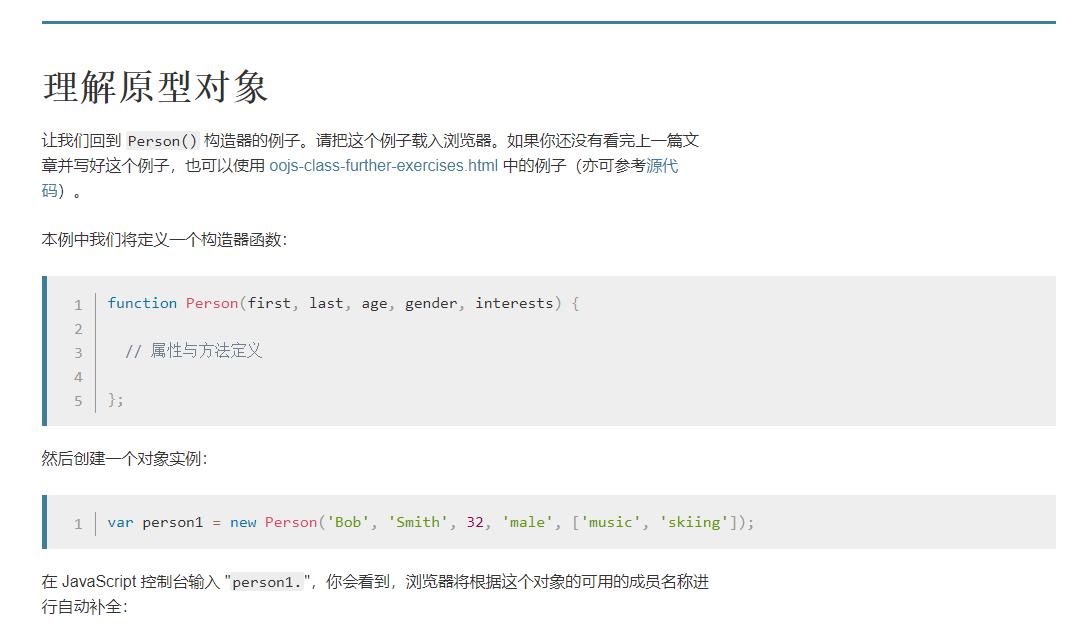 理解原型对象
让我们回到 Person() 构造器的例子。请把这个例子载入浏览器。如果你还没有看完上一篇文
章并写好这个例子，也可以使用 oojs-class-further-exercises.html 中的例子（亦可参考源代
码）。
本例中我们将定义一个构造器函数：
1 function Person(first, last, age, gender, interests) {
2
3 // 属性与方法定义
4
5 };
然后创建一个对象实例：
1 var person1 = new Person('Bob', 'Smith', 32, 'male', ['music', 'skiing']);
在 JavaScript 控制台输入 "person1."，你会看到，浏览器将根据这个对象的可用的成员名称进
行自动补全：